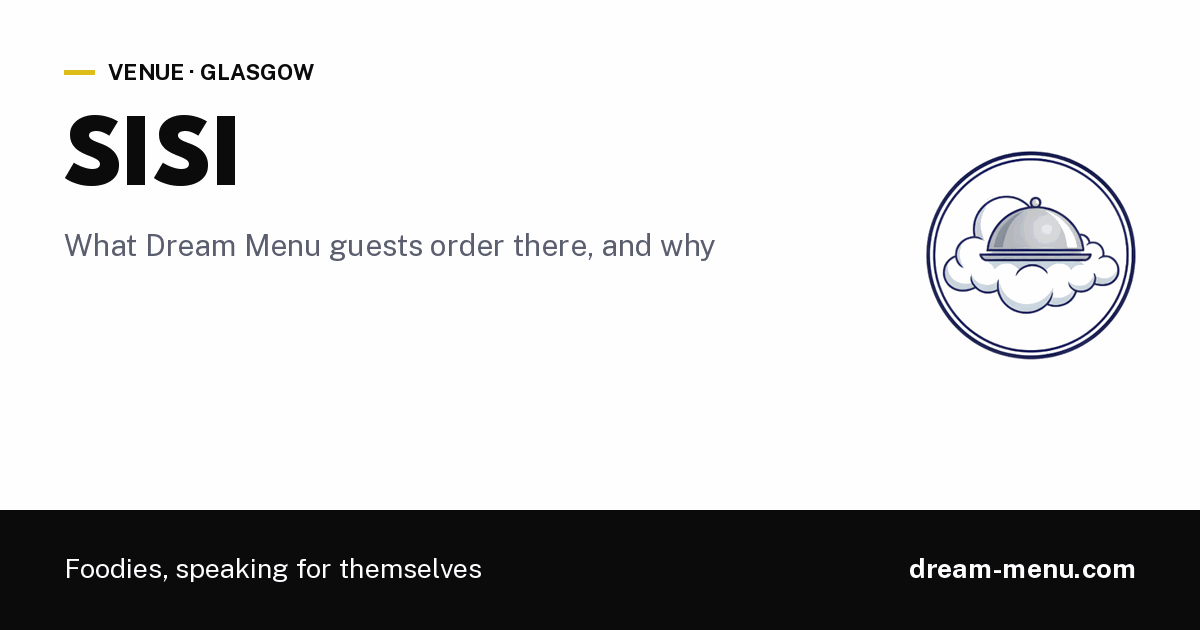 VENUE · GLASGOW
SISI
What Dream Menu guests order there, and why
Foodies, speaking for themselves
dream-menu.com